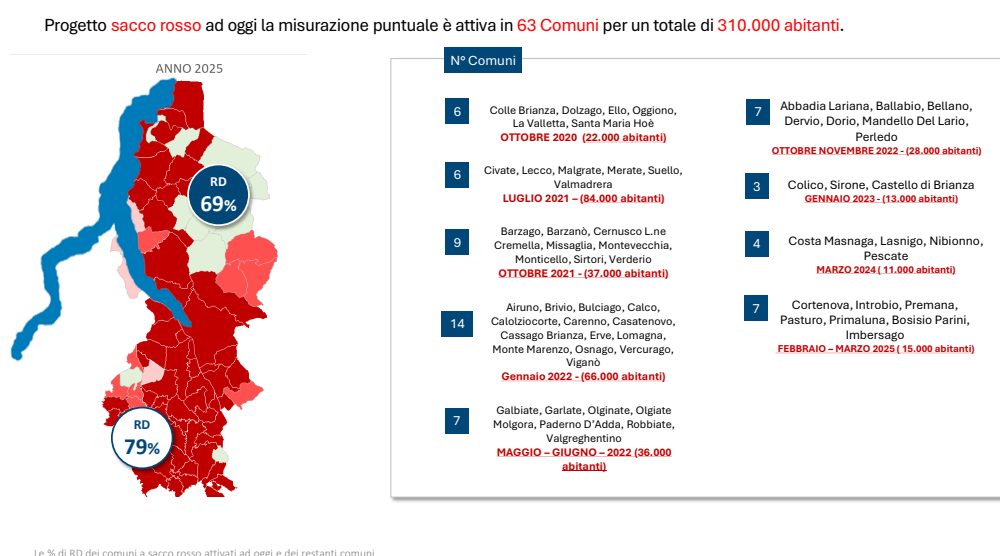 Progetto sacco rosso ad oggi la misurazione puntuale è attiva in 63 Comuni per un totale di 310.000 abitanti.
ANNO 2025
RD
69%
RD
79%
N° Comuni
6
Colle Brianza, Dolzago, Ello, Oggiono,
La Valletta, Santa Maria Hoè
OTTOBRE 2020 (22.000 abitanti)
6
Civate, Lecco, Malgrate, Merate, Suello,
Valmadrera
LUGLIO 2021 – (84.000 abitanti)
9
Barzago, Barzanò, Cernusco L.ne
Cremella, Missaglia, Montevecchia,
Monticello, Sirtori, Verderio
OTTOBRE 2021 - (37.000 abitanti)
14
Airuno, Brivio, Bulciago, Calco,
Calolziocorte, Carenno, Casatenovo,
Cassago Brianza, Erve, Lomagna,
Monte Marenzo, Osnago, Vercurago,
Viganò
Gennaio 2022 - (66.000 abitanti)
7
Galbiate, Garlate, Olginate, Olgiate
Molgora, Paderno D'Adda, Robbiate,
Valgreghentino
MAGGIO – GIUGNO – 2022 (36.000
abitanti)
7
Abbadia Lariana, Ballabio, Bellano,
Dervio, Dorio, Mandello Del Lario,
Perledo
OTTOBRE NOVEMBRE 2022 - (28.000 abitanti)
3
Colico, Sirone, Castello di Brianza
GENNAIO 2023 - (13.000 abitanti)
4
Costa Masnaga, Lasnigo, Nibionno,
Pescate
MARZO 2024 ( 11.000 abitanti)
7
Cortenova, Introbio, Premana,
Pasturo, Primaluna, Bosisio Parini,
Imbersago
FEBBRAIO – MARZO 2025 ( 15.000 abitanti)
Le % di RD dei comuni a sacco rosso attivati ad oggi e dei restanti comuni